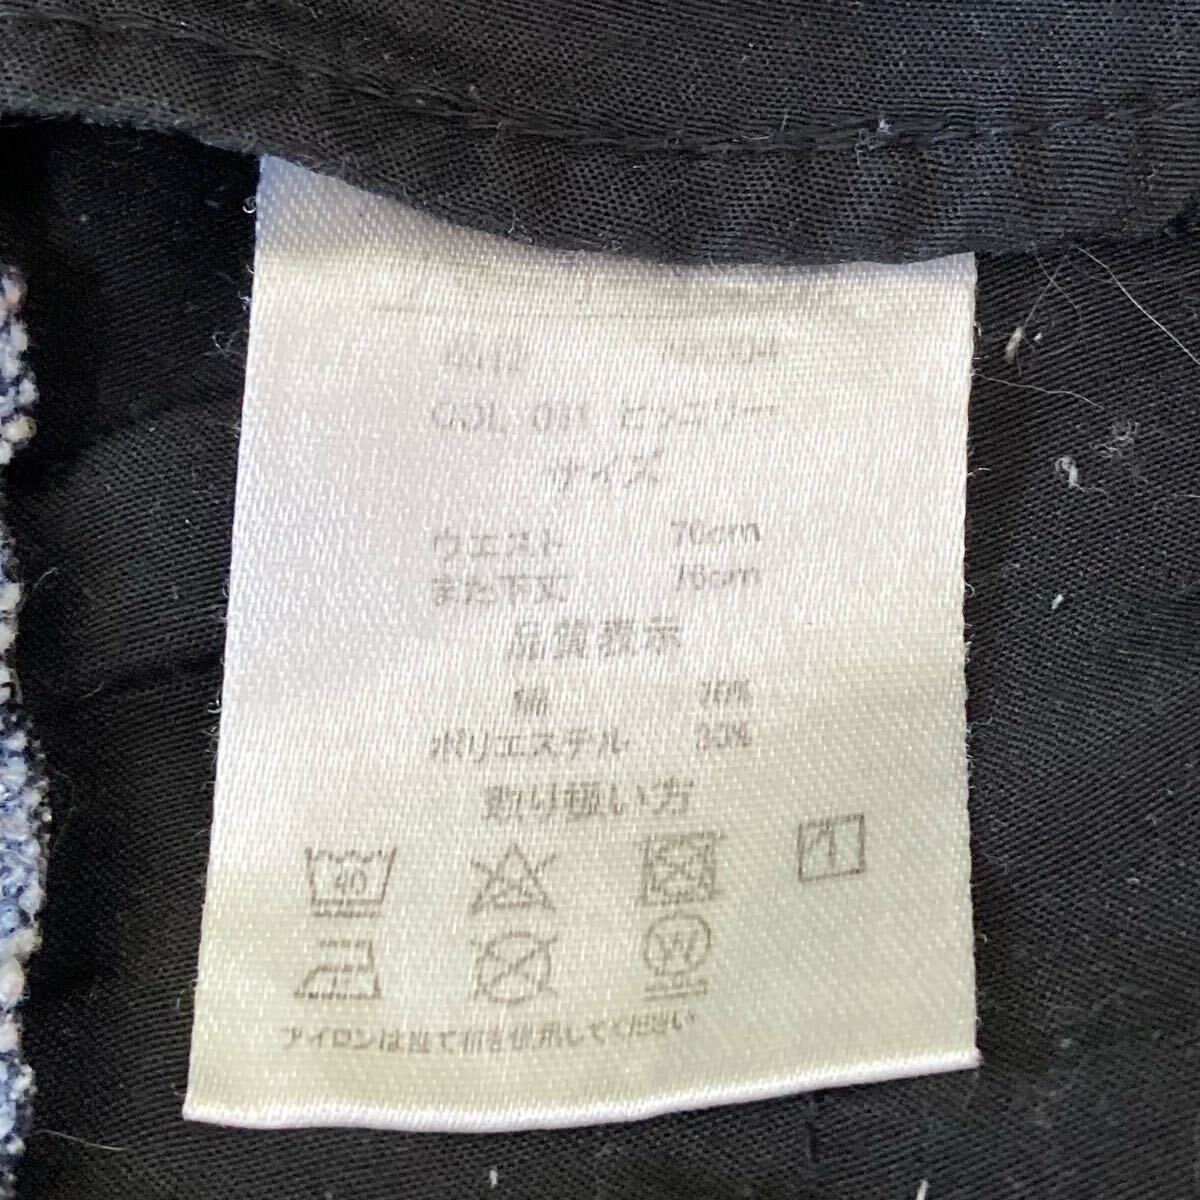 サイズ
ウエスト 70cm
また下丈
品質表示
綿 70%
ポリエステル 30%
取り扱い方
40
W
アイロンは当て布を使用してください